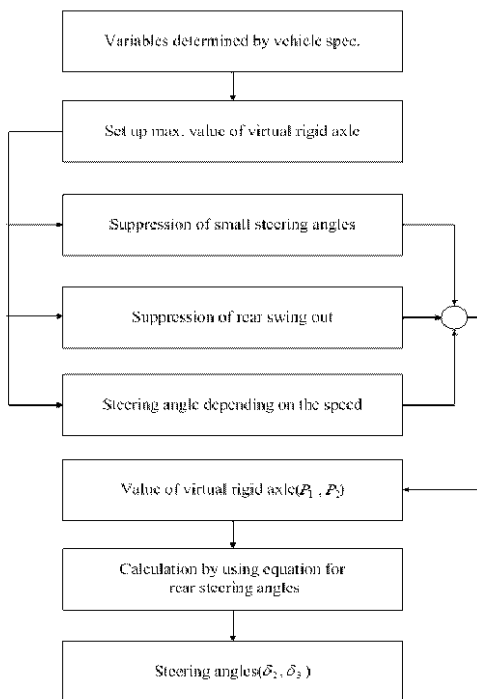 Variables determined by vehicle spec.
Set up max. value of virtual rigid axle
Suppression of small steering angles
Suppression of rear swing out
Steering angle depending on the speed
Value of virtual rigid axle(P₁ , P₂)
Calculation by using equation for
rear steering angles
Steering angles(δ₂, δ₃ )